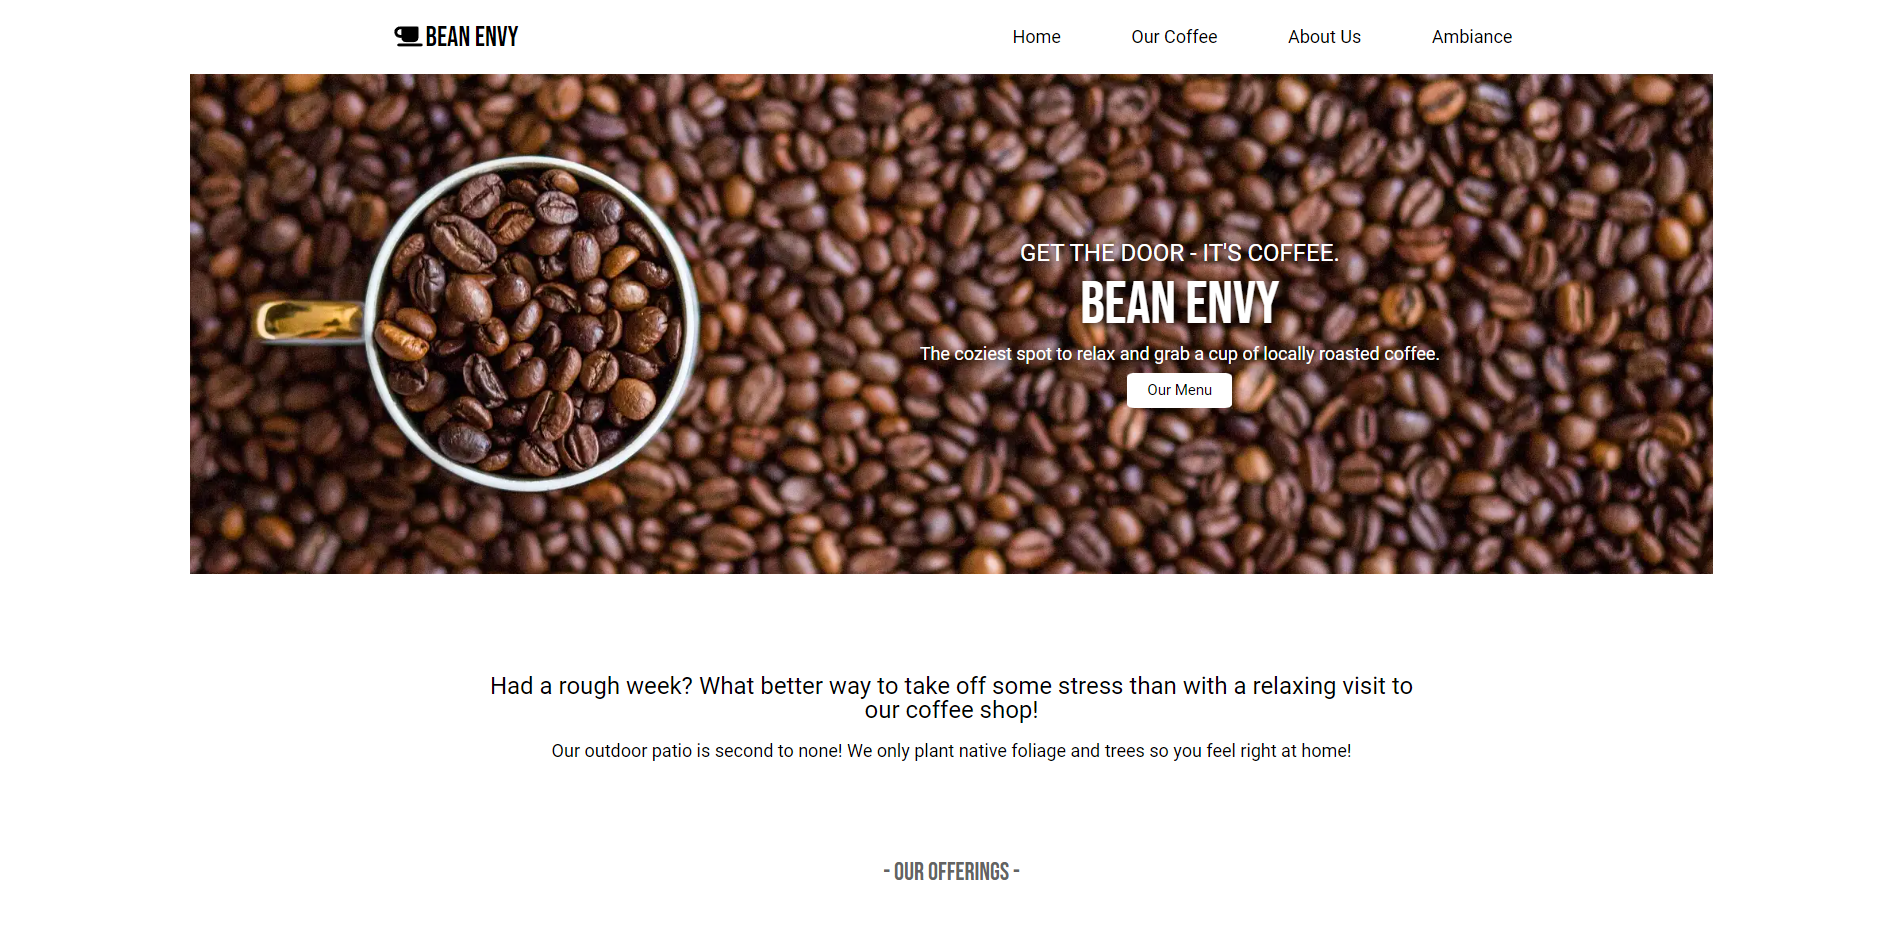 BEAN ENVY
Home
Our Coffee
About Us
Ambiance
GET THE DOOR - IT'S COFFEE.
BEAN ENVY
The coziest spot to relax and grab a cup of locally roasted coffee.
Our Menu
Had a rough week? What better way to take off some stress than with a relaxing visit to
our coffee shop!
Our outdoor patio is second to none! We only plant native foliage and trees so you feel right at home!
- OUR OFFERINGS -